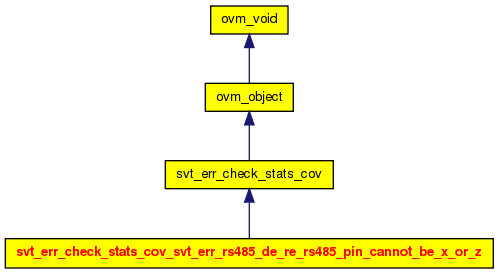 ovm_void
ovm_object
svt_err_check_stats_cov
svt_err_check_stats_cov_svt_err_rs485_de_re_rs485_pin_cannot_be_x_or_z